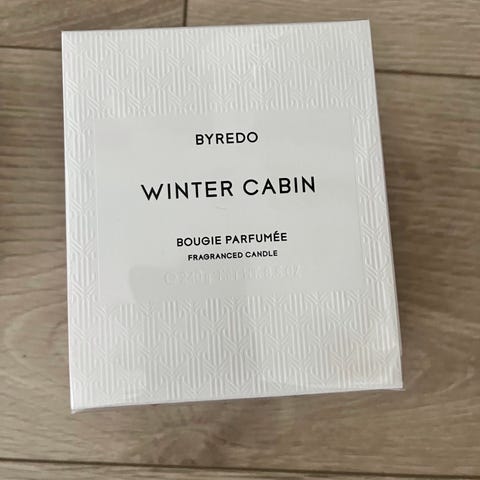 BYREDO
WINTER CABIN
BOUGIE PARFUMÉE
FRAGRANCED CANDLE